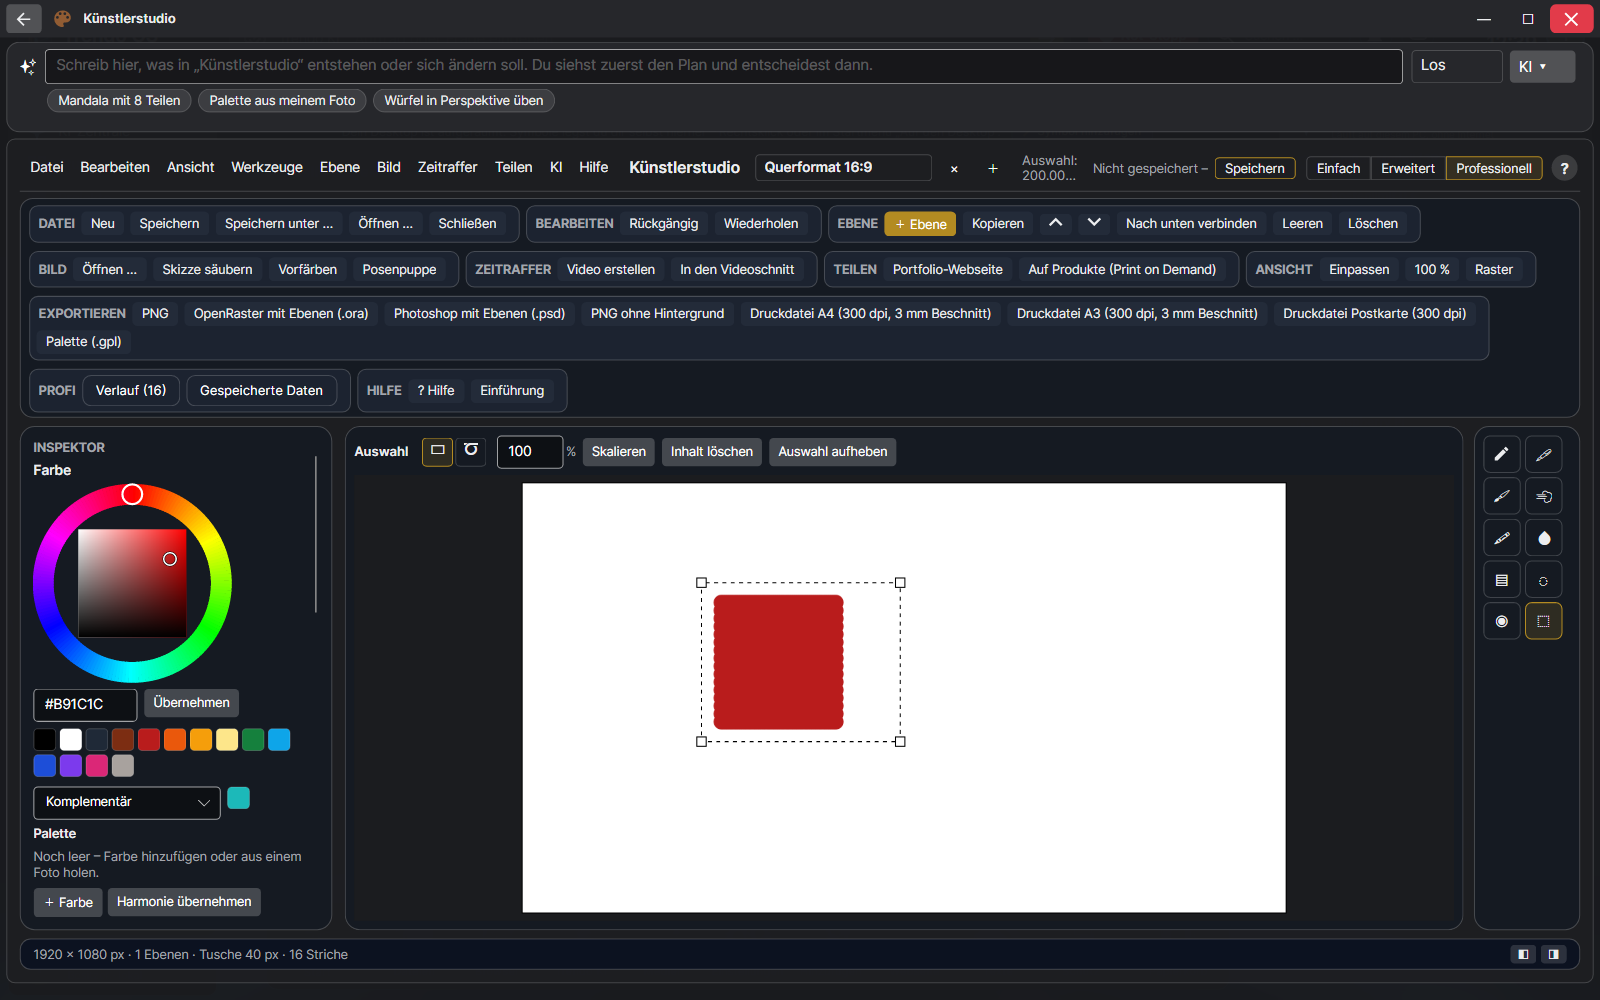 Künstlerstudio
Schreib hier, was in „Künstlerstudio“ entstehen oder sich ändern soll. Du siehst zuerst den Plan und entscheidest dann.
Los
KI ▾
Mandala mit 8 Teilen
Palette aus meinem Foto
Würfel in Perspektive üben
Datei Bearbeiten Ansicht Werkzeuge Ebene Bild Zeitraffer Teilen KI Hilfe Künstlerstudio Querformat 16:9 × + Auswahl: 200.00... Nicht gespeichert – Speichern Einfach Erweitert Professionell ?
DATEI Neu Speichern Speichern unter ... Öffnen ... Schließen BEARBEITEN Rückgängig Wiederholen EBENE + Ebene Kopieren Nach unten verbinden Leeren Löschen
BILD Öffnen ... Skizze säubern Vorfärben Posenpuppe ZEITRAFFER Video erstellen In den Videoschnitt TEILEN Portfolio-Webseite Auf Produkte (Print on Demand) ANSICHT Einpassen 100 % Raster
EXPORTIEREN PNG OpenRaster mit Ebenen (.ora) Photoshop mit Ebenen (.psd) PNG ohne Hintergrund Druckdatei A4 (300 dpi, 3 mm Beschnitt) Druckdatei A3 (300 dpi, 3 mm Beschnitt) Druckdatei Postkarte (300 dpi)
Palette (.gpl)
PROFI Verlauf (16) Gespeicherte Daten HILFE ? Hilfe Einführung
INSPEKTOR
Farbe
#B91C1C Übernehmen
Komplementär
Palette
Noch leer – Farbe hinzufügen oder aus einem
Foto holen.
+ Farbe Harmonie übernehmen
Auswahl 100 % Skalieren Inhalt löschen Auswahl aufheben
1920 × 1080 px · 1 Ebenen · Tusche 40 px · 16 Striche